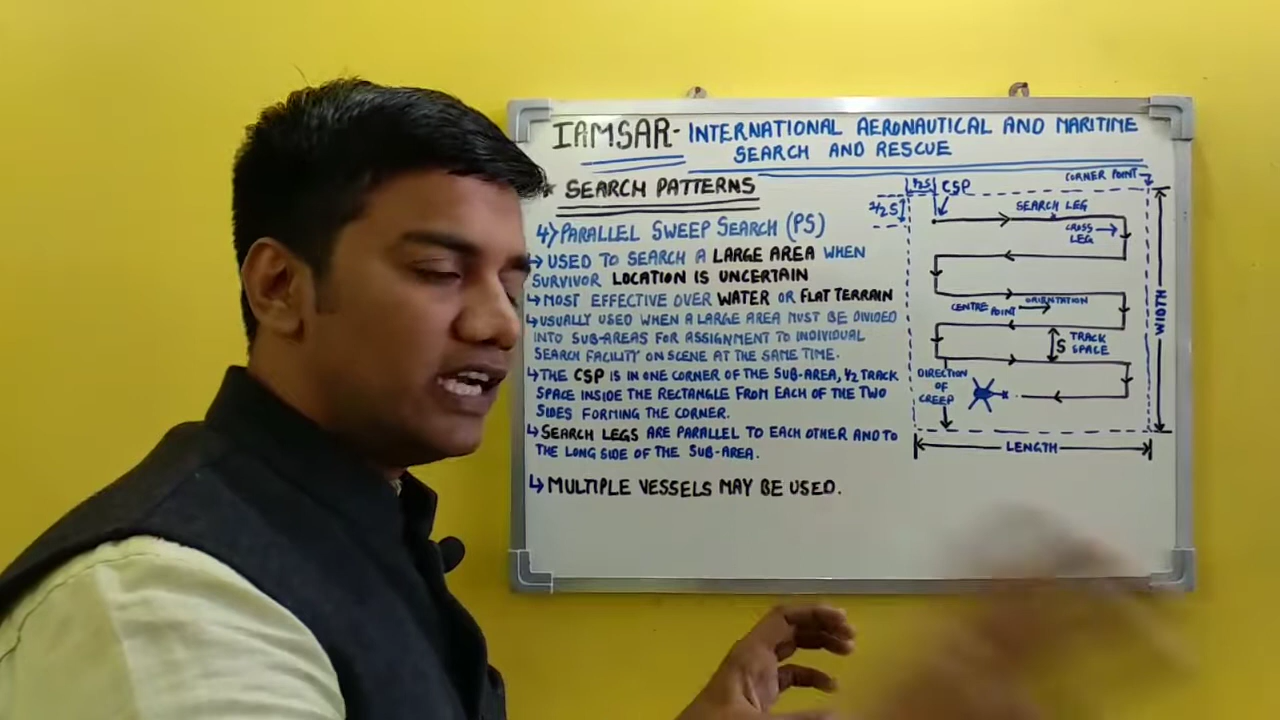 IAMSAR- INTERNATIONAL AERONAUTICAL AND MARITIME
SEARCH AND RESCUE
* SEARCH PATTERNS
4) PARALLEL SWEEP SEARCH (PS)
↳ USED TO SEARCH A LARGE AREA WHEN
SURVIVOR LOCATION IS UNCERTAIN
↳ MOST EFFECTIVE OVER WATER OR FLAT TERRAIN
↳ USUALLY USED WHEN A LARGE AREA MUST BE DIVIDED
INTO SUB-AREAS FOR ASSIGNMENT TO INDIVIDUAL
SEARCH FACILITY ON SCENE AT THE SAME TIME.
↳ THE CSP IS IN ONE CORNER OF THE SUB-AREA, 1/2 TRACK
SPACE INSIDE THE RECTANGLE FROM EACH OF THE TWO
SIDES FORMING THE CORNER.
↳ SEARCH LEGS ARE PARALLEL TO EACH OTHER AND TO
THE LONG SIDE OF THE SUB-AREA.
↳ MULTIPLE VESSELS MAY BE USED.
CORNER POINT
1/2 S
CSP
1/2 S
SEARCH LEG
CROSS
LEG
ORIENTATION
CENTRE POINT
S
TRACK
SPACE
DIRECTION
OF
CREEP
WIDTH
LENGTH